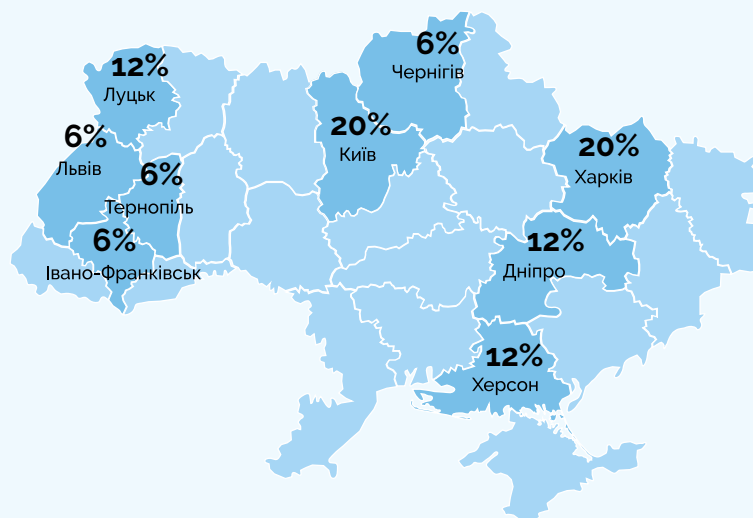 6%
Чернігів
12%
Луцьк
20%
Київ
6%
Львів
20%
Харків
6%
Тернопіль
6%
Івано-Франківськ
12%
Дніпро
12%
Херсон